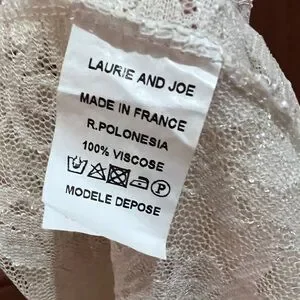 LAURIE AND JOE
MADE IN FRANCE
R.POLONESIA
100% VISCOSE
P
MODELE DEPOSE